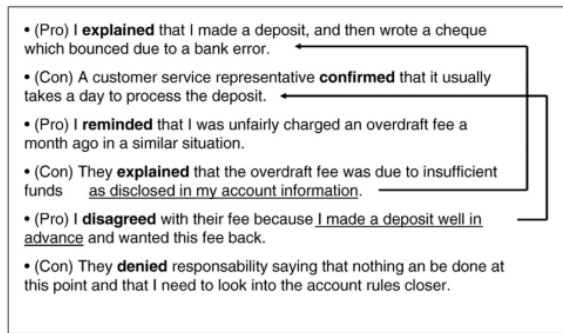 • (Pro) I explained that I made a deposit, and then wrote a cheque
which bounced due to a bank error.
• (Con) A customer service representative confirmed that it usually
takes a day to process the deposit.
• (Pro) I reminded that I was unfairly charged an overdraft fee a
month ago in a similar situation.
• (Con) They explained that the overdraft fee was due to insufficient
funds as disclosed in my account information.
• (Pro) I disagreed with their fee because I made a deposit well in
advance and wanted this fee back.
• (Con) They denied responsability saying that nothing an be done at
this point and that I need to look into the account rules closer.